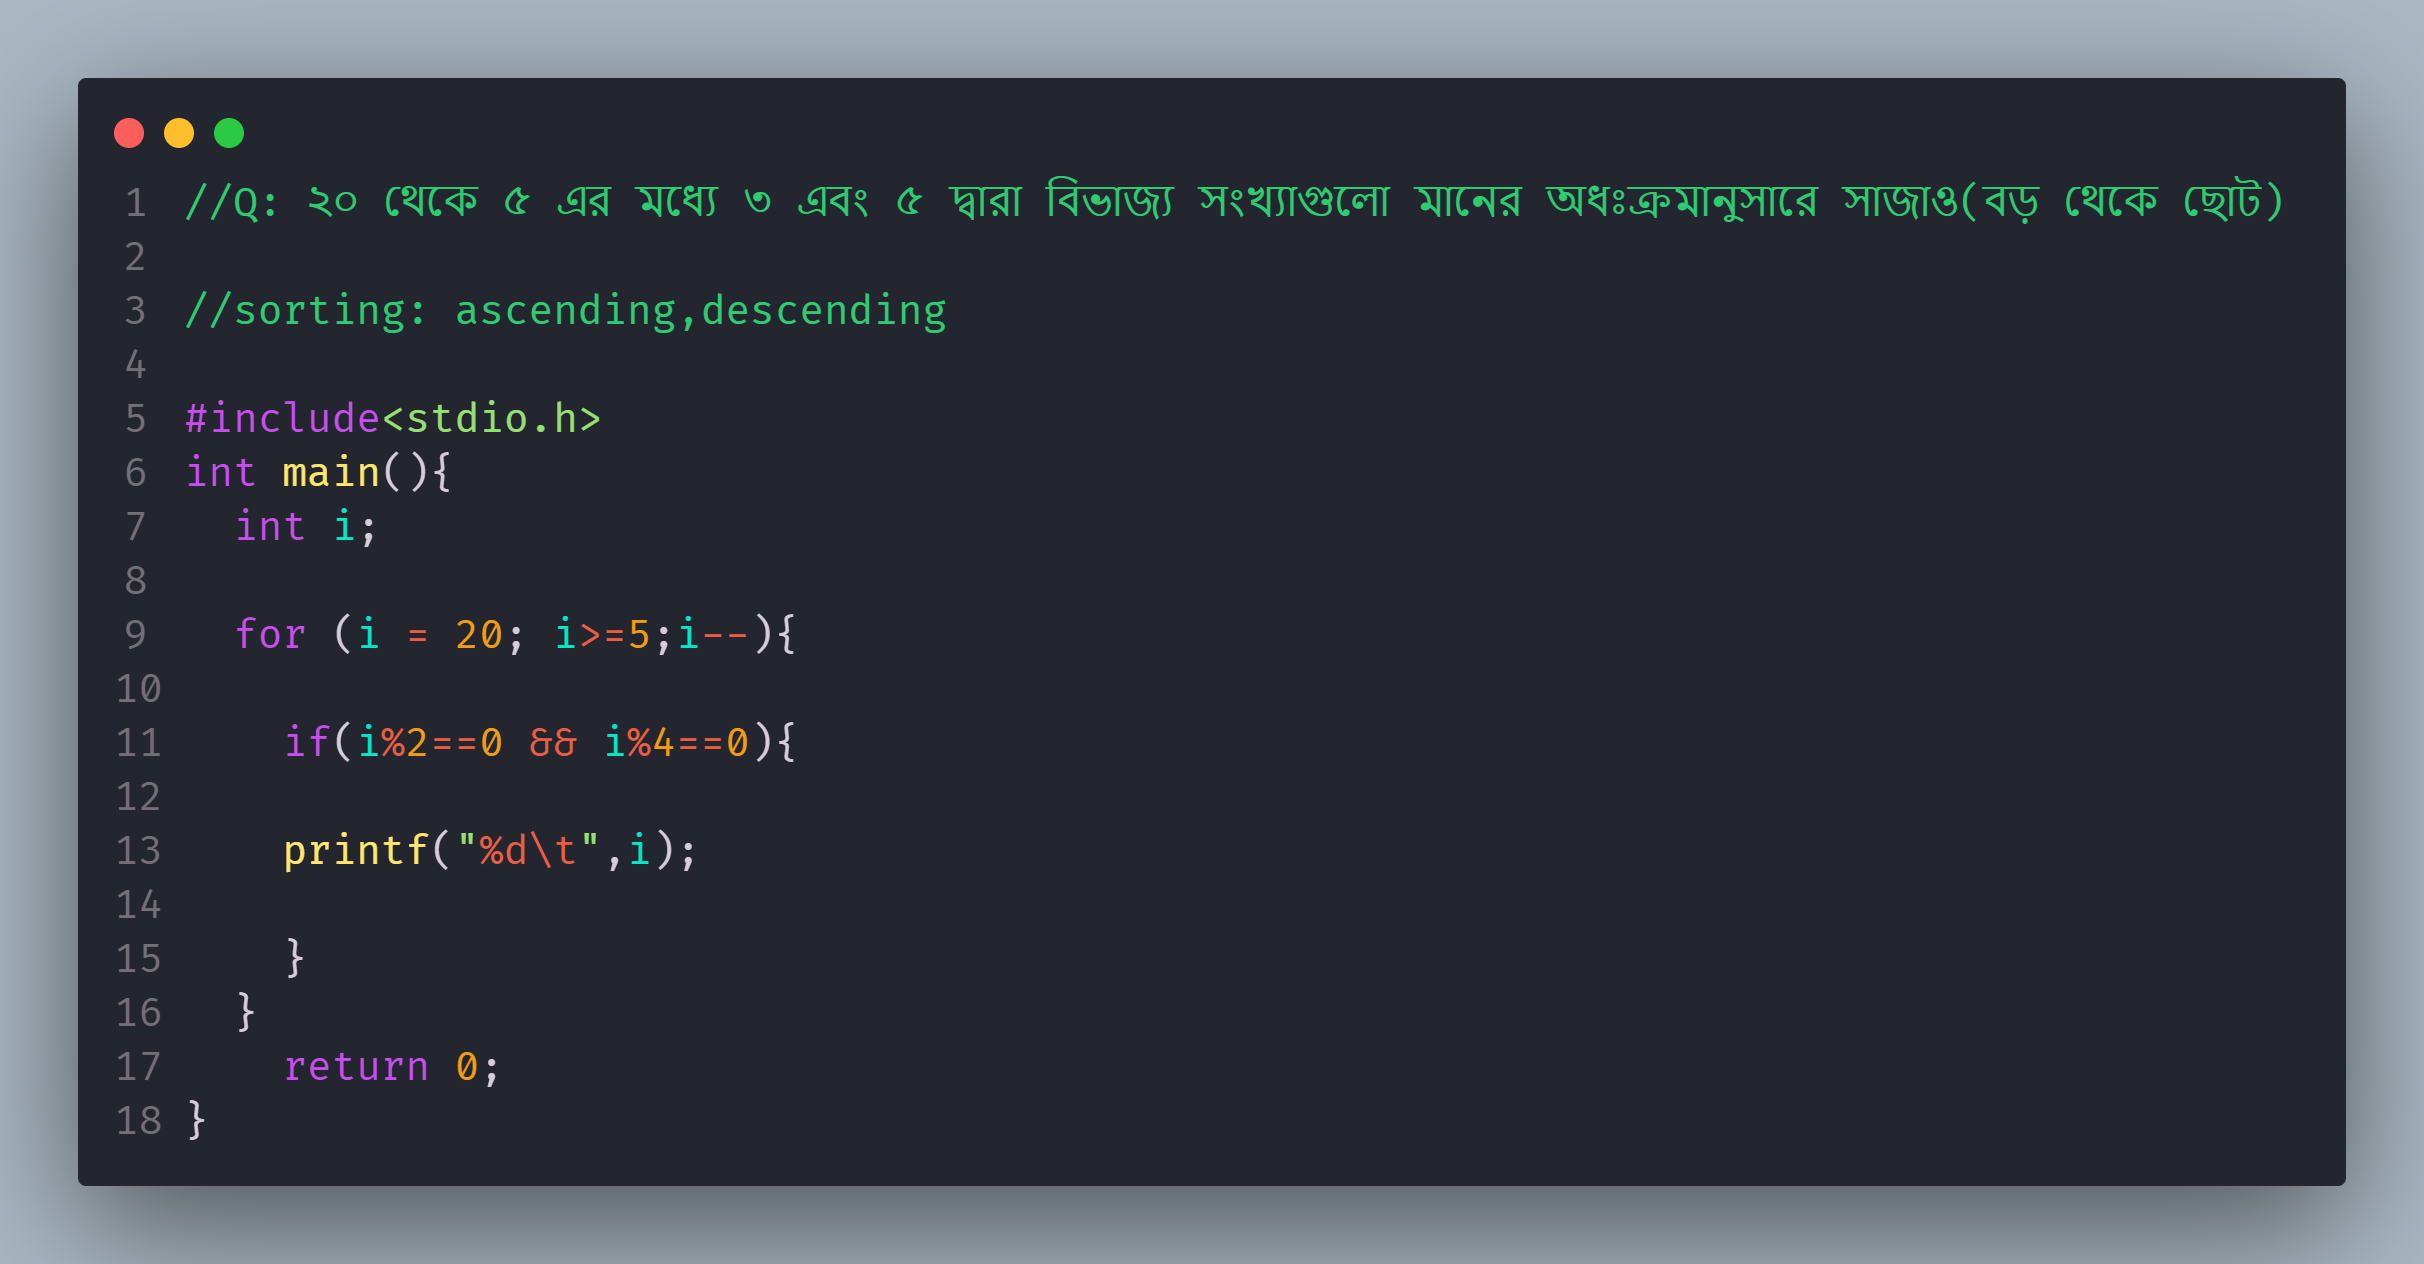 1 //Q: ২০ থেকে ৫ এর মধ্যে ৩ এবং ৫ দ্বারা বিভাজ্য সংখ্যাগুলো মানের অধঃক্রমানুসারে সাজাও(বড় থেকে ছোট)
2
3 //sorting: ascending,descending
4
5 #include<stdio.h>
6 int main(){
7   int i;
8
9   for (i = 20; i>=5;i--){
10
11     if(i%2==0 && i%4==0){
12
13     printf("%d\t",i);
14
15     }
16   }
17     return 0;
18 }